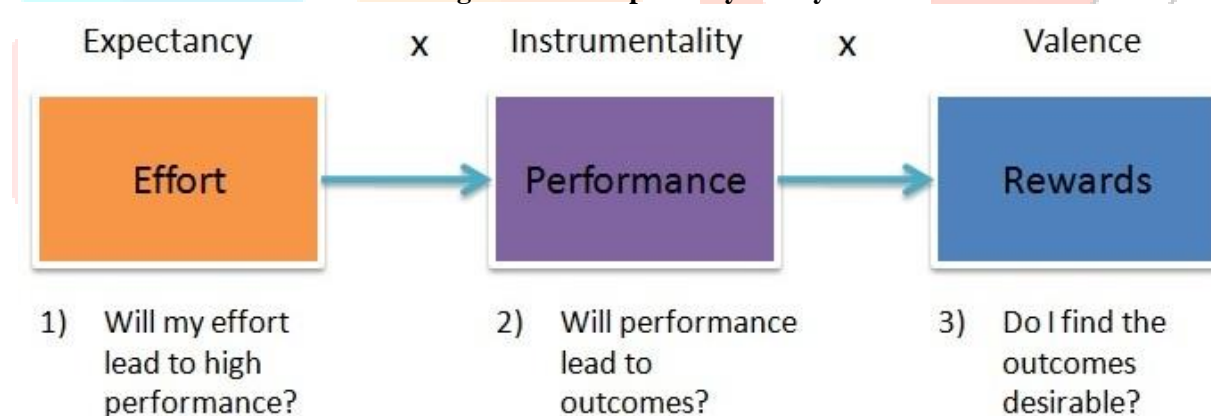 Expectancy x Instrumentality x Valence
Effort Performance Rewards
1) Will my effort
lead to high
performance?
2) Will performance
lead to
outcomes?
3) Do I find the
outcomes
desirable?